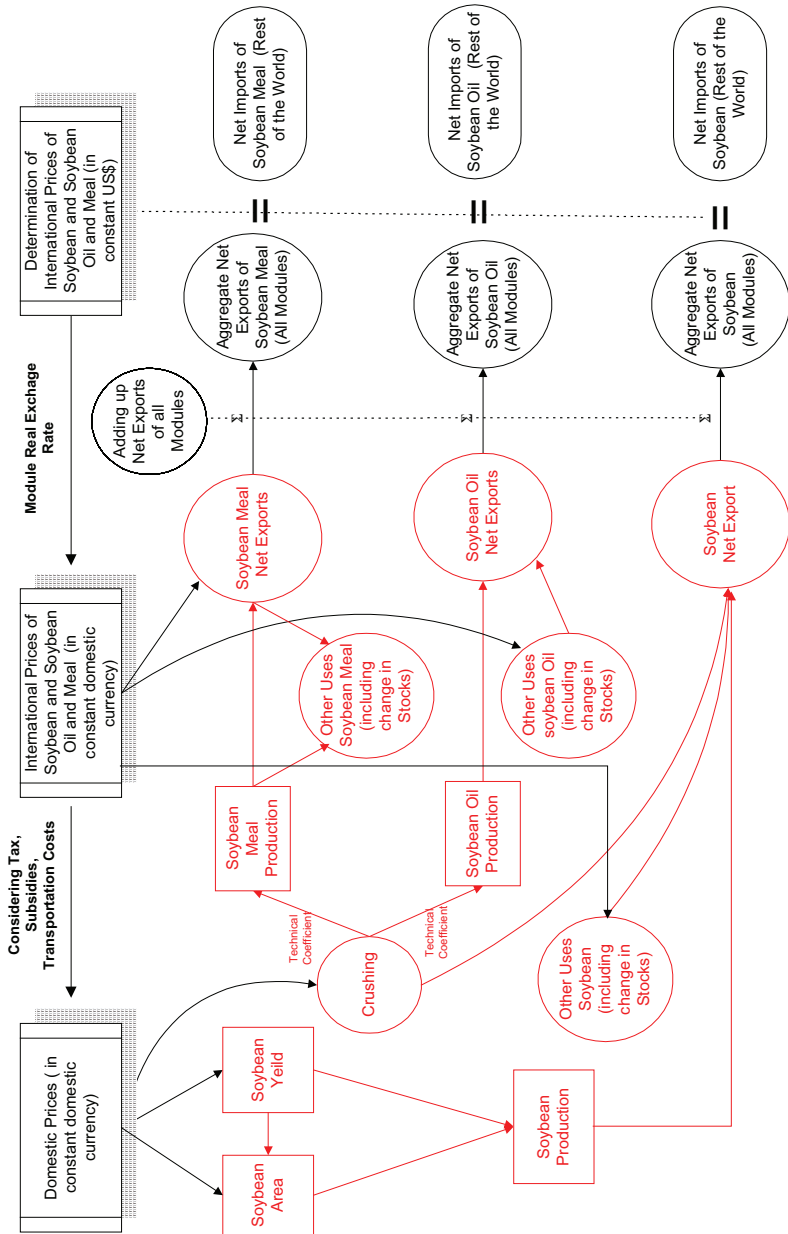 Domestic Prices ( in
constant domestic
currency)
Considering Tax,
Subsidies,
Transportation Costs
International Prices of
Soybean and Soybean
Oil and Meal (in
constant domestic
currency)
Module Real Exchage
Rate
Determination of
International Prices of
Soybean and Soybean
Oil and Meal (in
constant US$)
Adding up
Net Exports
of all
Modules
Soybean
Area
Soybean
Yeild
Crushing
Technical
Coefficient
Technical
Coefficient
Soybean
Meal
Production
Other Uses
Soybean Meal
(including
change in
Stocks)
Soybean Meal
Net Exports
Σ
Aggregate Net
Exports of
Soybean Meal
(All Modules)
=
Net Imports of
Soybean Meal (Rest
of the World)
Soybean Oil
Production
Other Uses
soybean Oil
(including
change in
Stocks)
Soybean Oil
Net Exports
Σ
Aggregate Net
Exports of
Soybean Oil
(All Modules)
=
Net Imports of
Soybean Oil (Rest of
the World)
Soybean
Production
Other Uses
Soybean
(including
change in
Stocks)
Soybean
Net Export
Σ
Aggregate Net
Exports of
Soybean
(All Modules)
=
Net Imports of
Soybean (Rest of the
World)